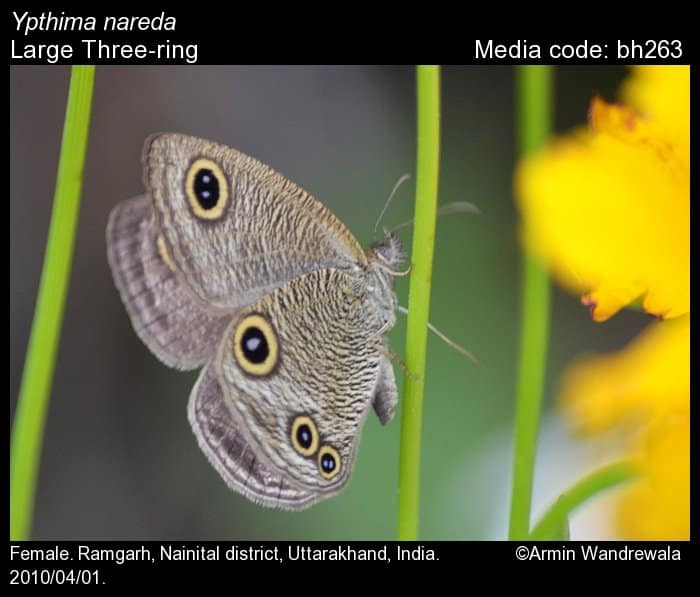 Ypthima nareda
Large Three-ring Media code: bh263
Female. Ramgarh, Nainital district, Uttarakhand, India. ©Armin Wandrewala
2010/04/01.